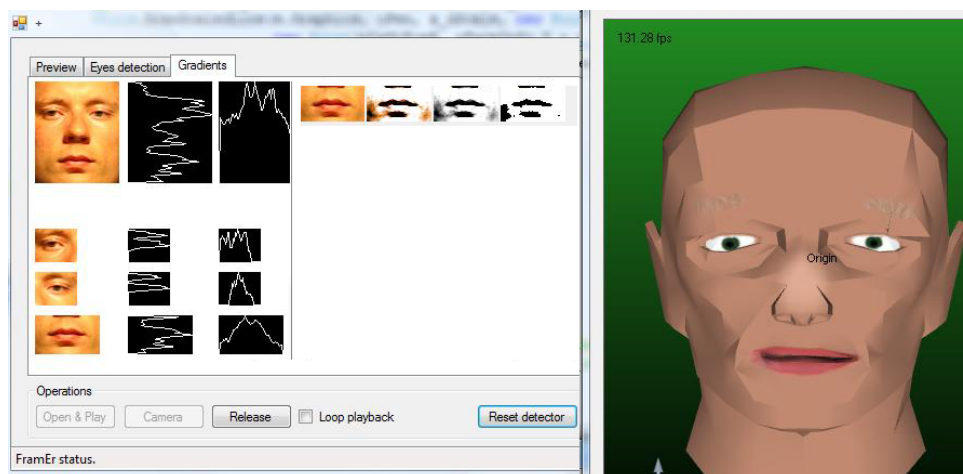 +
Preview Eyes detection Gradients
Operations
Open & Play Camera Release Loop playback Reset detector
FramEr status.
131.28 fps
Origin